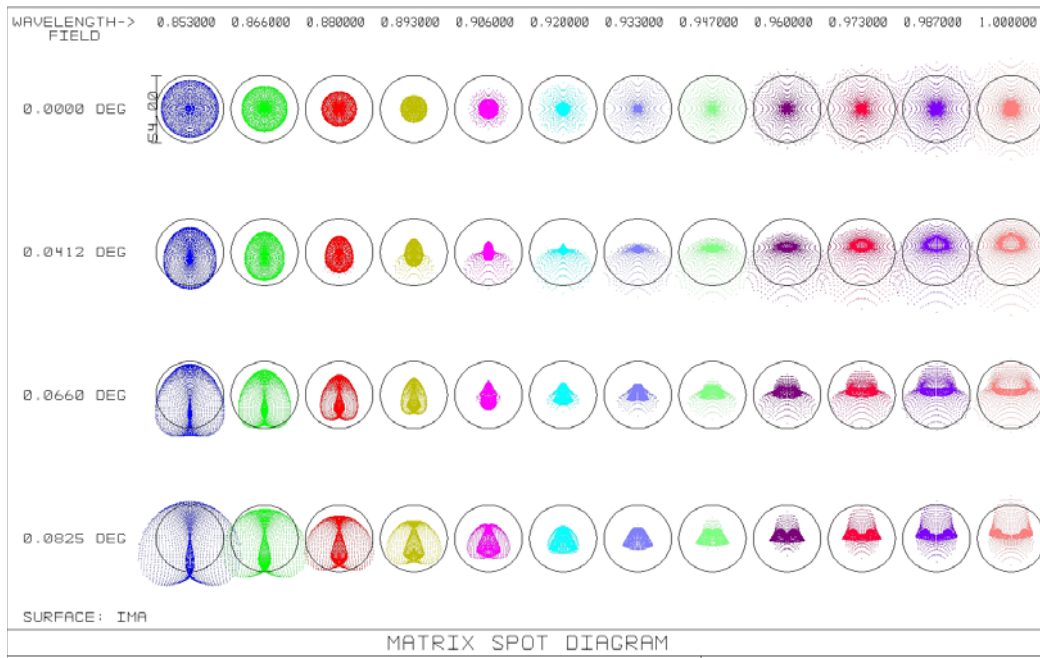 WAVELENGTH-> 0.853000 0.866000 0.880000 0.893000 0.906000 0.920000 0.933000 0.947000 0.960000 0.973000 0.987000 1.000000
FIELD
0.0000 DEG
54.00
0.0412 DEG
0.0660 DEG
0.0825 DEG
SURFACE: IMA
MATRIX SPOT DIAGRAM